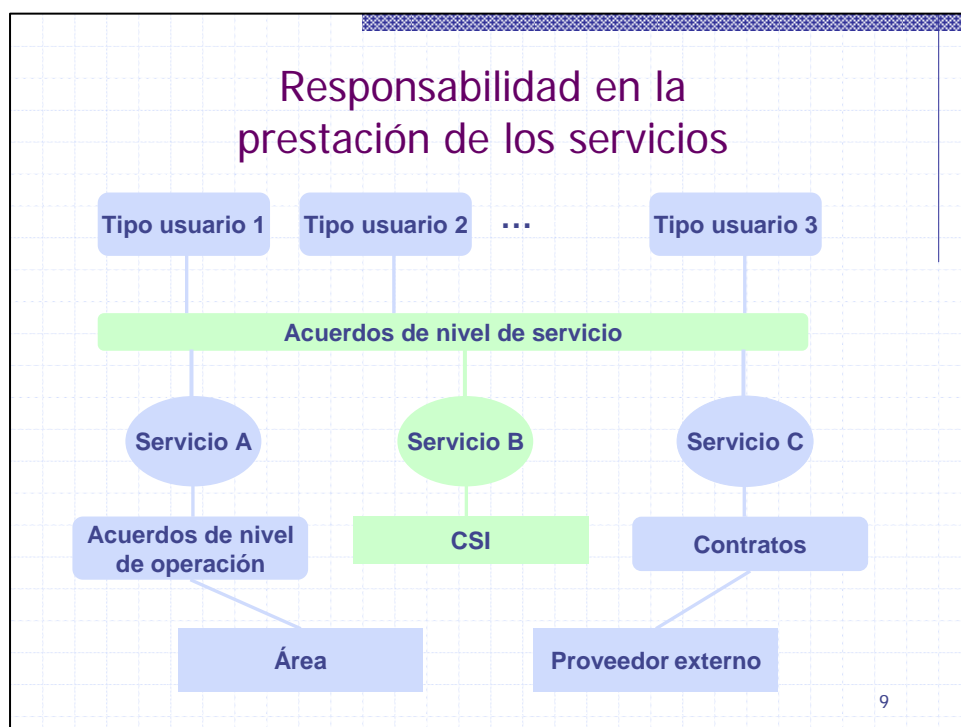 Responsabilidad en la
prestación de los servicios
Tipo usuario 1
Tipo usuario 2
...
Tipo usuario 3
Acuerdos de nivel de servicio
Servicio A
Servicio B
Servicio C
Acuerdos de nivel
de operación
CSI
Contratos
Área
Proveedor externo
9